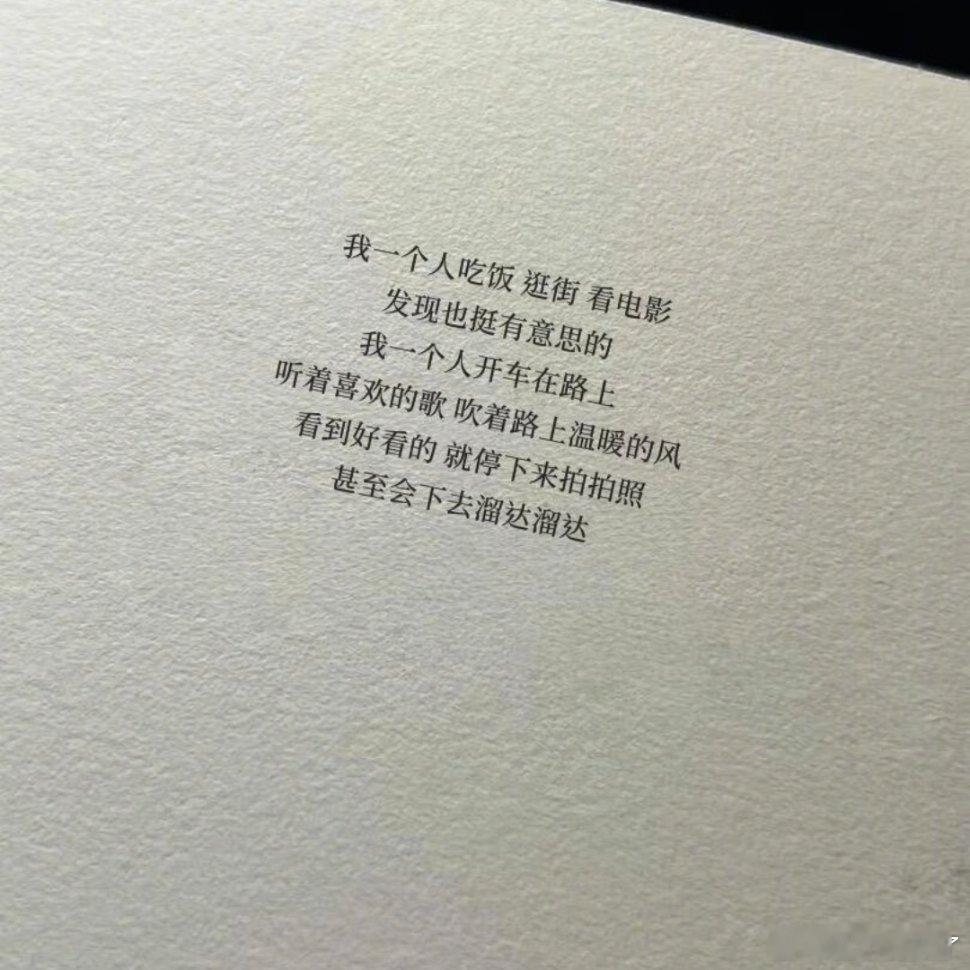 我一个人吃饭 逛街 看电影
发现也挺有意思的
我一个人开车在路上
听着喜欢的歌 吹着路上温暖的风
看到好看的 就停下来拍拍照
甚至会下去溜达溜达